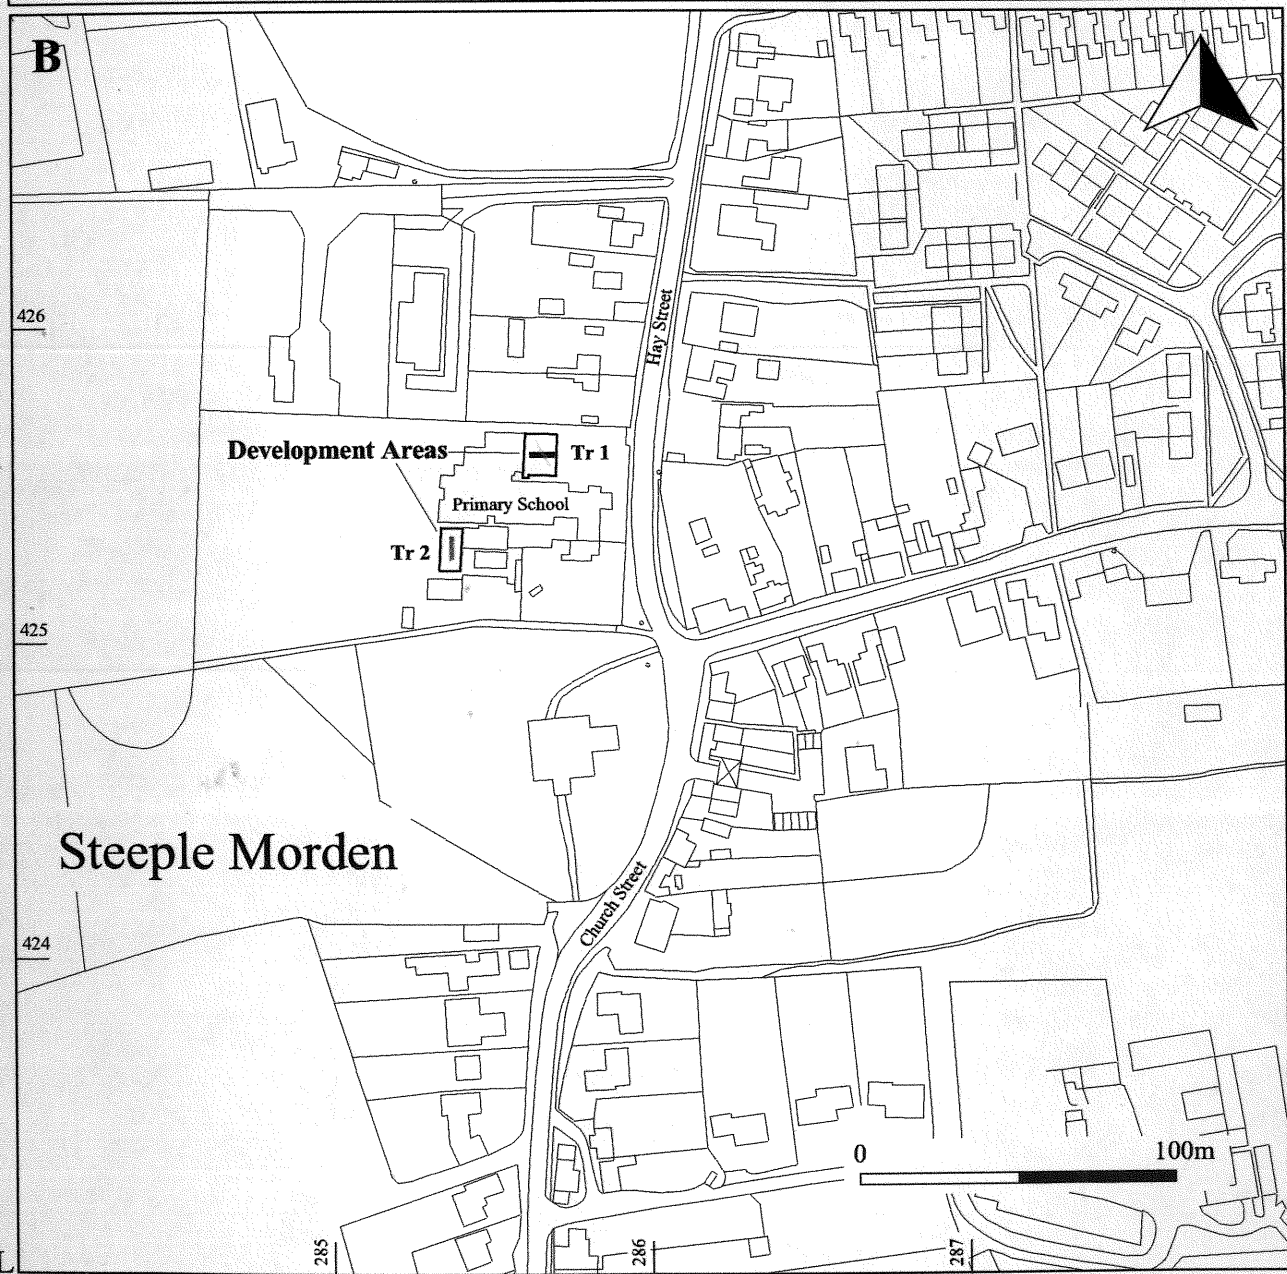 B
426
Hay Street
Development Areas
Tr 1
Primary School
Tr 2
425
Steeple Morden
Church Street
424
0
100m
285
286
287